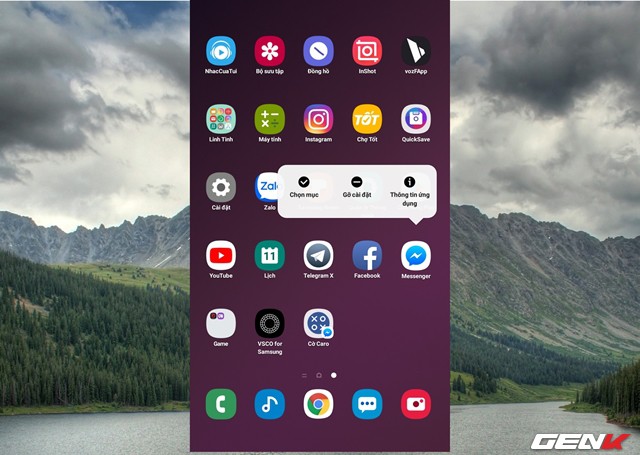 NhacCuaTui
Bộ sưu tập
Đồng hồ
InShot
vozFApp
TỐT
Linh Tinh
Máy tính
Instagram
Chợ Tốt
QuickSave
Chọn mục
Gỡ cài đặt
Thông tin ứng
dụng
Zalo
Cài đặt
Zalo
11
YouTube
Lịch
Telegram X
Facebook
Messenger
Game
VSCO for
Samsung
Cờ Caro
GENK